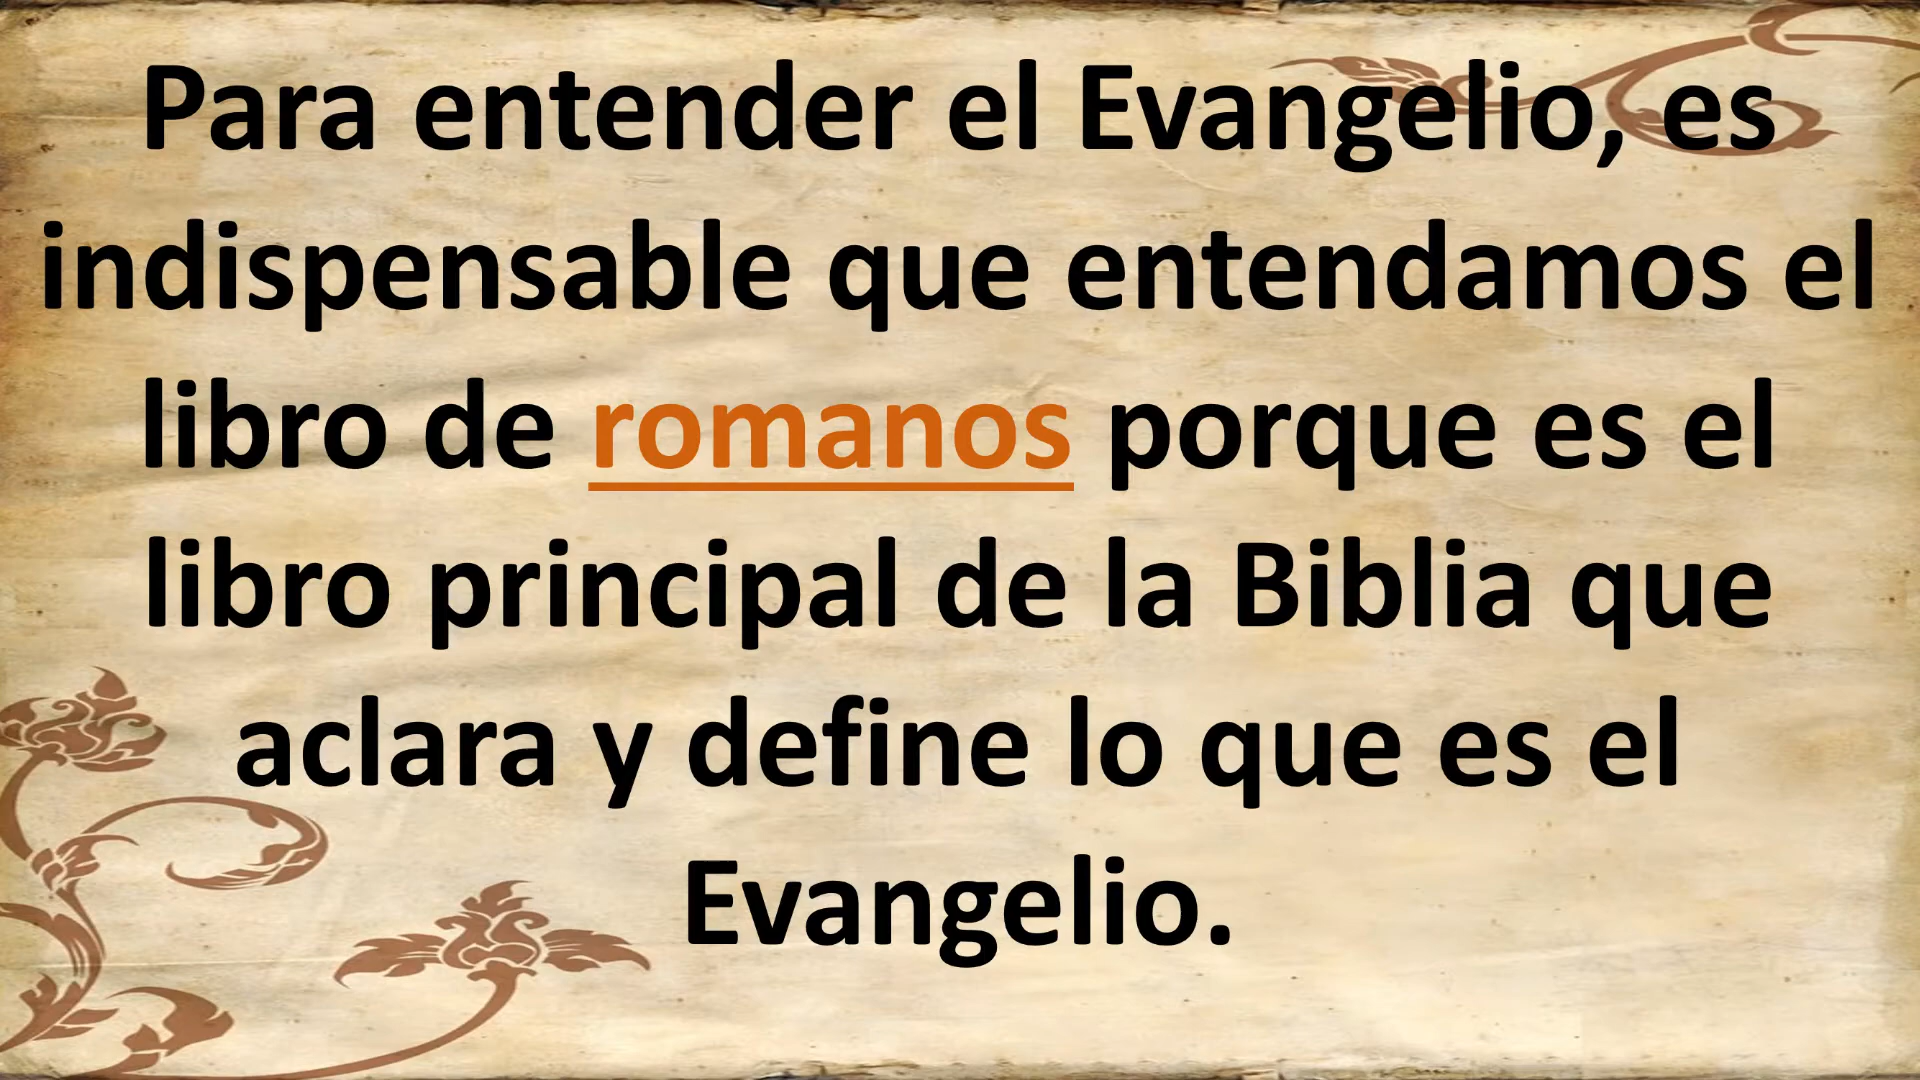 Para entender el Evangelio, es
indispensable que entendamos el
libro de romanos porque es el
libro principal de la Biblia que
aclara y define lo que es el
Evangelio.